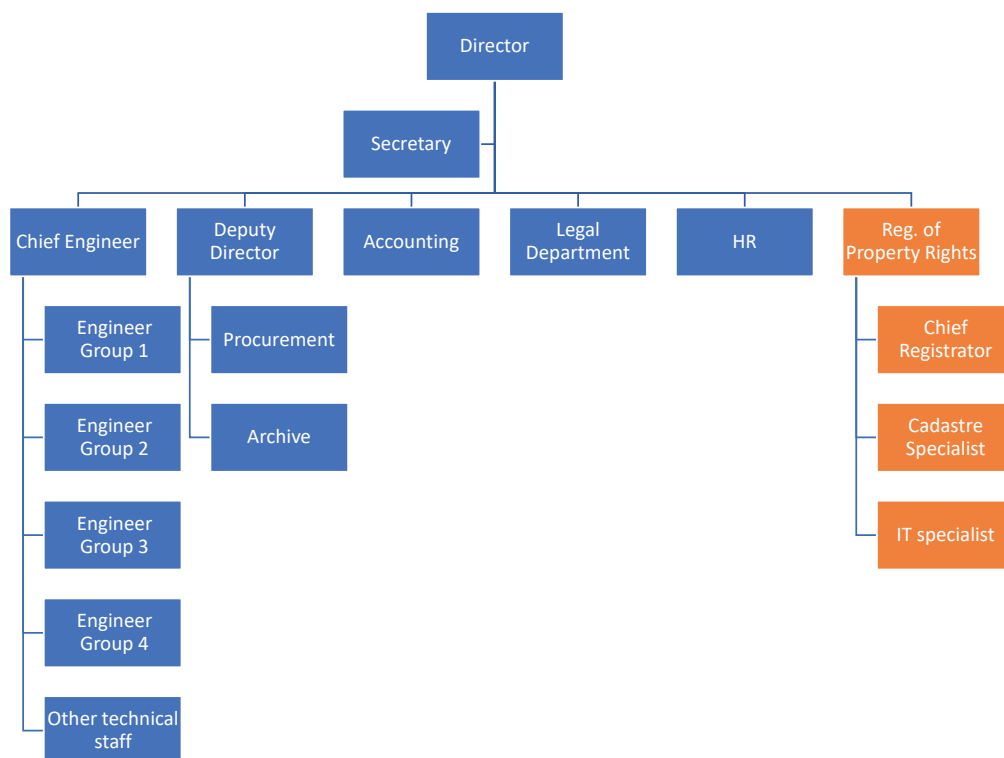 Director
Secretary
Chief Engineer
Deputy
Director
Accounting
Legal
Department
HR
Reg. of
Property Rights
Engineer
Group 1
Engineer
Group 2
Engineer
Group 3
Engineer
Group 4
Other technical
staff
Procurement
Archive
Chief
Registrator
Cadastre
Specialist
IT specialist